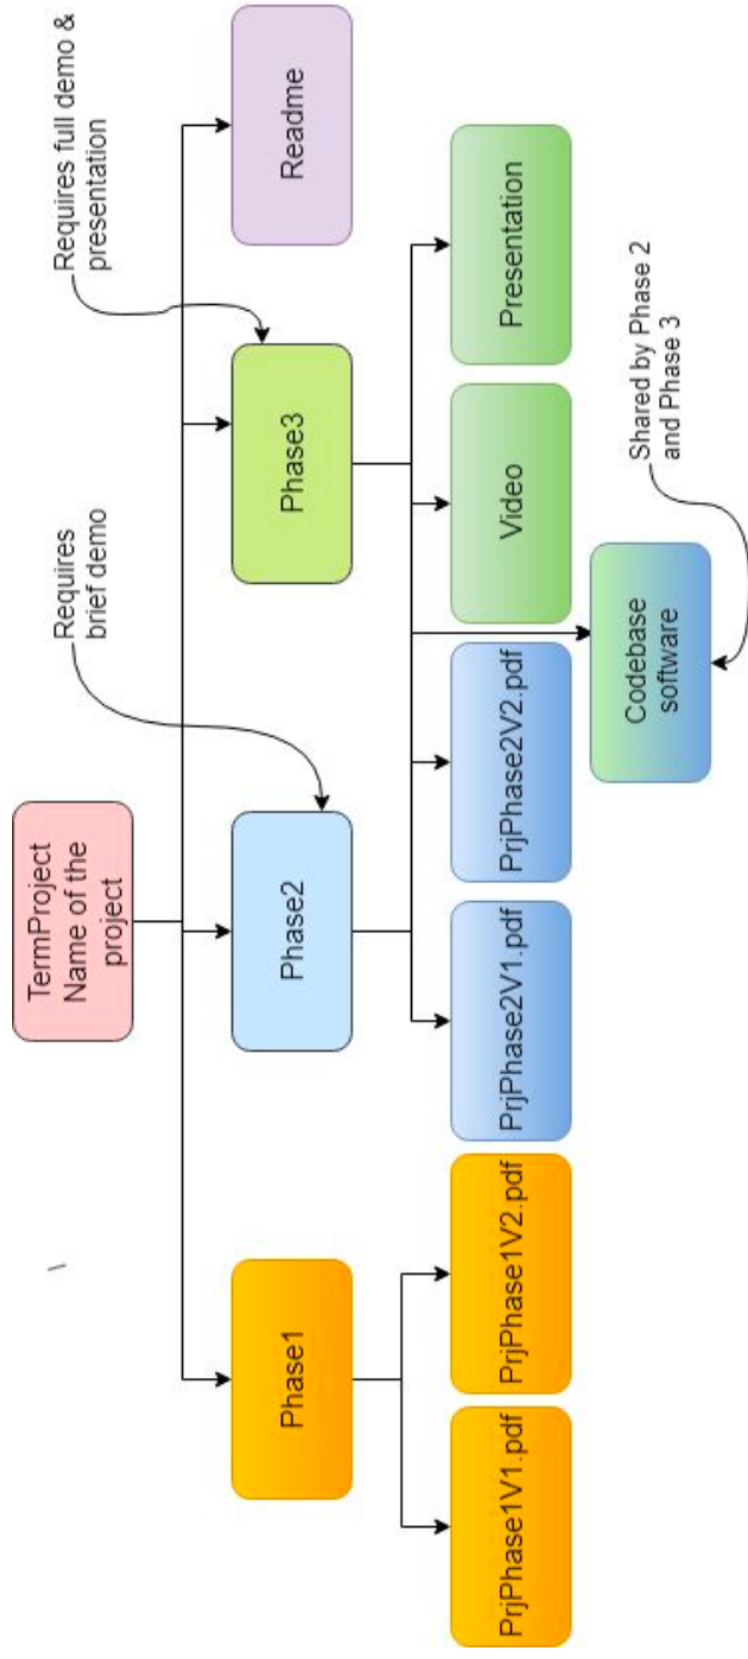 TermProject
Name of the
project
Requires
brief demo
Requires full demo &
presentation
Phase1
Phase2
Phase3
Readme
PrjPhase1V1.pdf
PrjPhase1V2.pdf
PrjPhase2V1.pdf
PrjPhase2V2.pdf
Video
Presentation
Codebase
software
Shared by Phase 2
and Phase 3